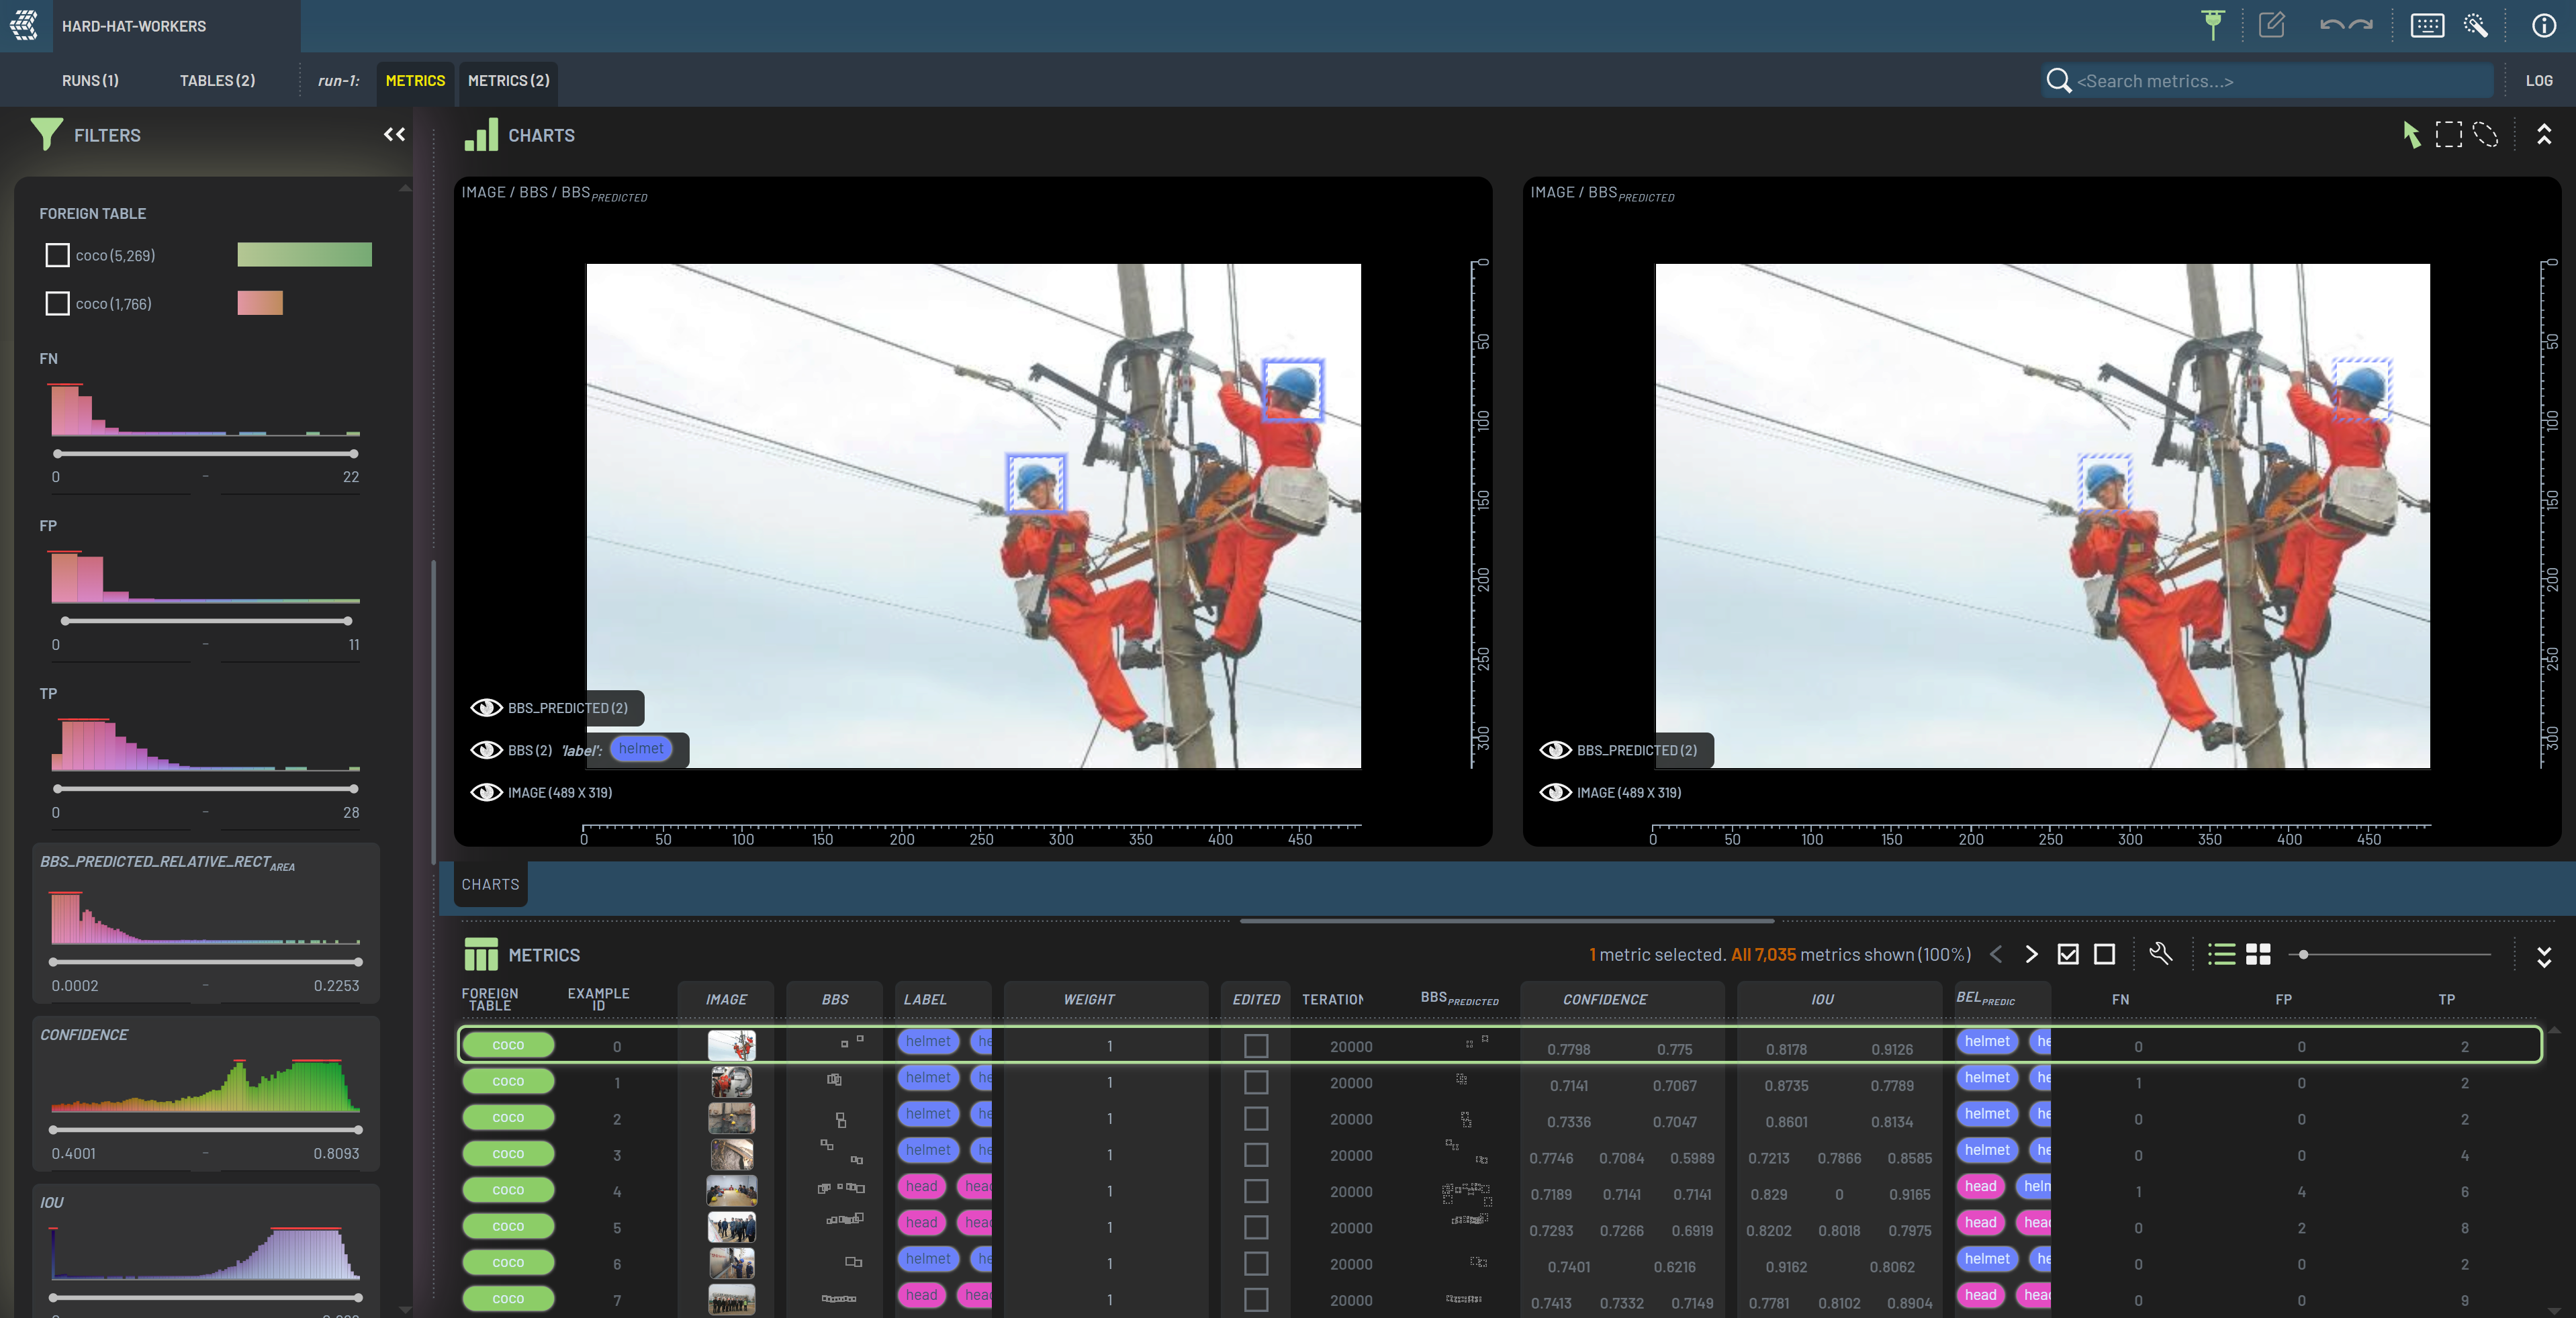 HARD-HAT-WORKERS
RUNS (1) TABLES (2) run-1: METRICS METRICS (2) <Search metrics...> LOG
FILTERS
FOREIGN TABLE
coco (5,269)
coco (1,766)
FN
0 – 22
FP
0 – 11
TP
0 – 28
BBS_PREDICTED_RELATIVE_RECT AREA
0.0002 – 0.2253
CONFIDENCE
0.4001 – 0.8093
IOU
CHARTS
IMAGE / BBS / BBS PREDICTED
BBS_PREDICTED (2)
BBS (2) 'label': helmet
IMAGE (489 X 319)
0 50 100 150 200 250 300 350 400 450
0 50 100 150 200 250 300
IMAGE / BBS PREDICTED
BBS_PREDICTED (2)
IMAGE (489 X 319)
0 50 100 150 200 250 300 350 400 450
0 50 100 150 200 250 300
CHARTS
METRICS
1 metric selected. All 7,035 metrics shown (100%)
FOREIGN TABLE EXAMPLE ID IMAGE BBS LABEL WEIGHT EDITED TERATION BBS PREDICTED CONFIDENCE IOU BEL PREDIC FN FP TP
coco 0 helmet he 1 20000 0.7798 0.775 0.8178 0.9126 helmet he 0 0 2
coco 1 helmet he 1 20000 0.7141 0.7067 0.8735 0.7789 helmet he 1 0 2
coco 2 helmet he 1 20000 0.7336 0.7047 0.8601 0.8134 helmet he 0 0 2
coco 3 helmet he 1 20000 0.7746 0.7084 0.5989 0.7213 0.7866 0.8585 helmet he 0 0 4
coco 4 head head 1 20000 0.7189 0.7141 0.7141 0.829 0 0.9165 head helm 1 4 6
coco 5 head head 1 20000 0.7293 0.7266 0.6919 0.8202 0.8018 0.7975 head head 0 2 8
coco 6 helmet he 1 20000 0.7401 0.6216 0.9162 0.8062 helmet he 0 0 2
coco 7 head head 1 20000 0.7413 0.7332 0.7149 0.7781 0.8102 0.8904 head head 0 0 9